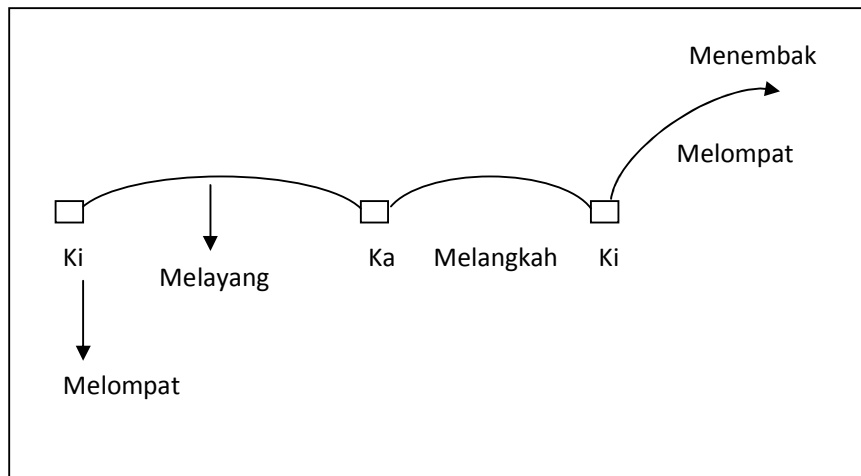 Menembak
Melompat
Ki
Melayang
Ka
Melangkah
Ki
Melompat